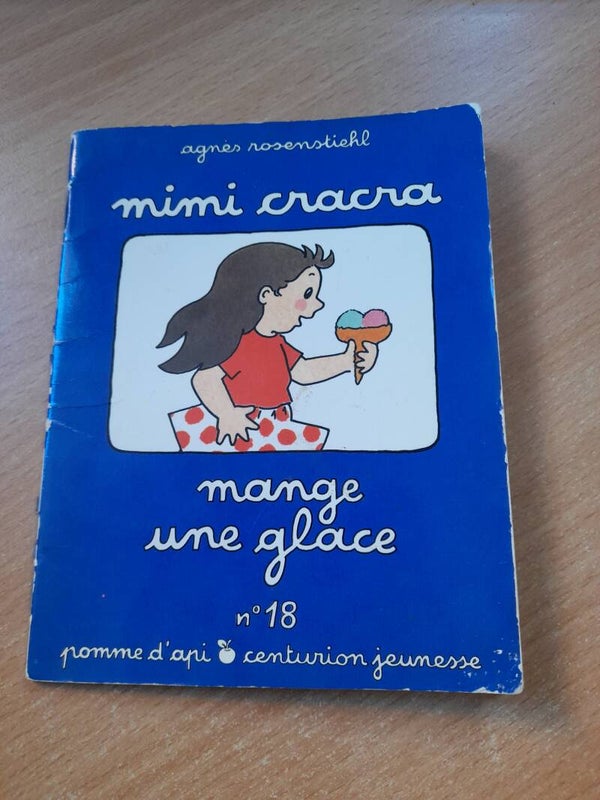 agnès rosenstiehl
mimi cracra
mange
une glace
n° 18
pomme d'api centurion jeunesse